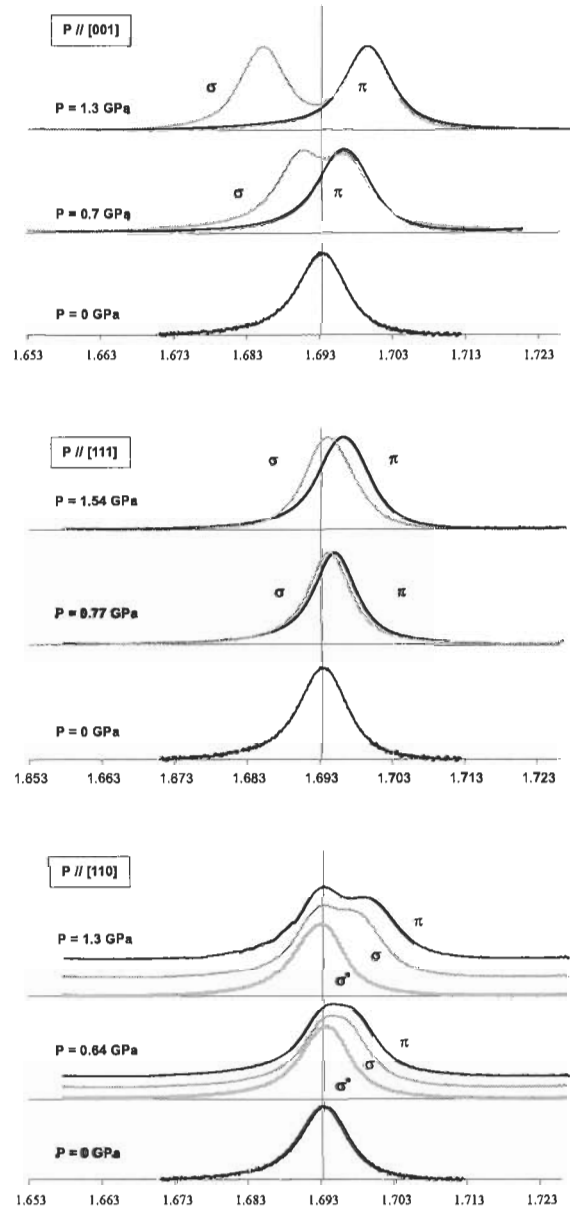 P // [001]
σ
π
P = 1.3 GPa
σ
π
P = 0.7 GPa
P = 0 GPa
1.653 1.663 1.673 1.683 1.693 1.703 1.713 1.723
P // [111]
σ π
P = 1.54 GPa
σ π
P = 0.77 GPa
P = 0 GPa
1.653 1.663 1.673 1.683 1.693 1.703 1.713 1.723
P // [110]
π
P = 1.3 GPa
σ
σ*
P = 0.64 GPa
π
σ
σ*
P = 0 GPa
1.653 1.663 1.673 1.683 1.693 1.703 1.713 1.723